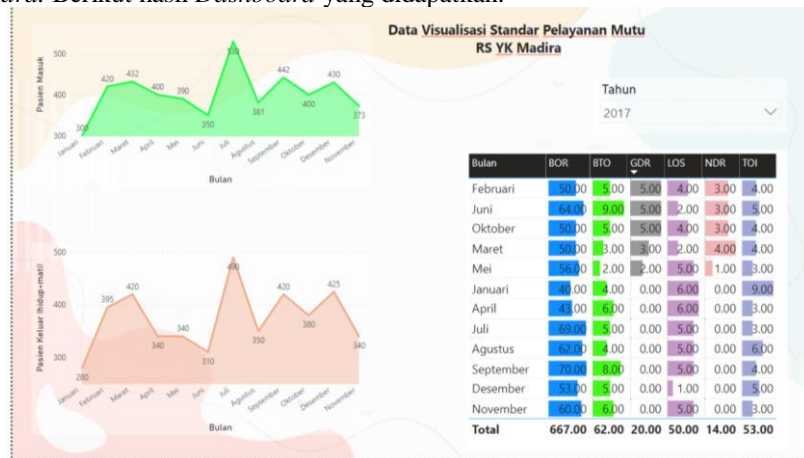 Berikut hasil Dashboard yang didapatkan.
Data Visualisasi Standar Pelayanan Mutu
RS YK Madira
Tahun
2017
Pasien Masuk
500
400
300
300
420
432
400
390
350
510
381
442
400
430
373
Januari
Februari
Maret
April
Mei
Juni
Juli
Agustus
September
Oktober
Desember
November
Bulan
Pasien Keluar (hidup+mati)
500
400
300
280
395
420
340
340
310
490
350
420
380
425
340
Januari
Februari
Maret
April
Mei
Juni
Juli
Agustus
September
Oktober
Desember
November
Bulan
Bulan BOR BTO GDR LOS NDR TOI
Februari 50.00 5.00 5.00 4.00 3.00 4.00
Juni 64.00 9.00 5.00 2.00 3.00 5.00
Oktober 50.00 5.00 5.00 4.00 3.00 4.00
Maret 50.00 3.00 3.00 2.00 4.00 4.00
Mei 56.00 2.00 2.00 5.00 1.00 3.00
Januari 40.00 4.00 0.00 6.00 0.00 9.00
April 43.00 6.00 0.00 6.00 0.00 3.00
Juli 69.00 5.00 0.00 5.00 0.00 3.00
Agustus 62.00 4.00 0.00 5.00 0.00 6.00
September 70.00 8.00 0.00 5.00 0.00 4.00
Desember 53.00 5.00 0.00 1.00 0.00 5.00
November 60.00 6.00 0.00 5.00 0.00 3.00
Total 667.00 62.00 20.00 50.00 14.00 53.00